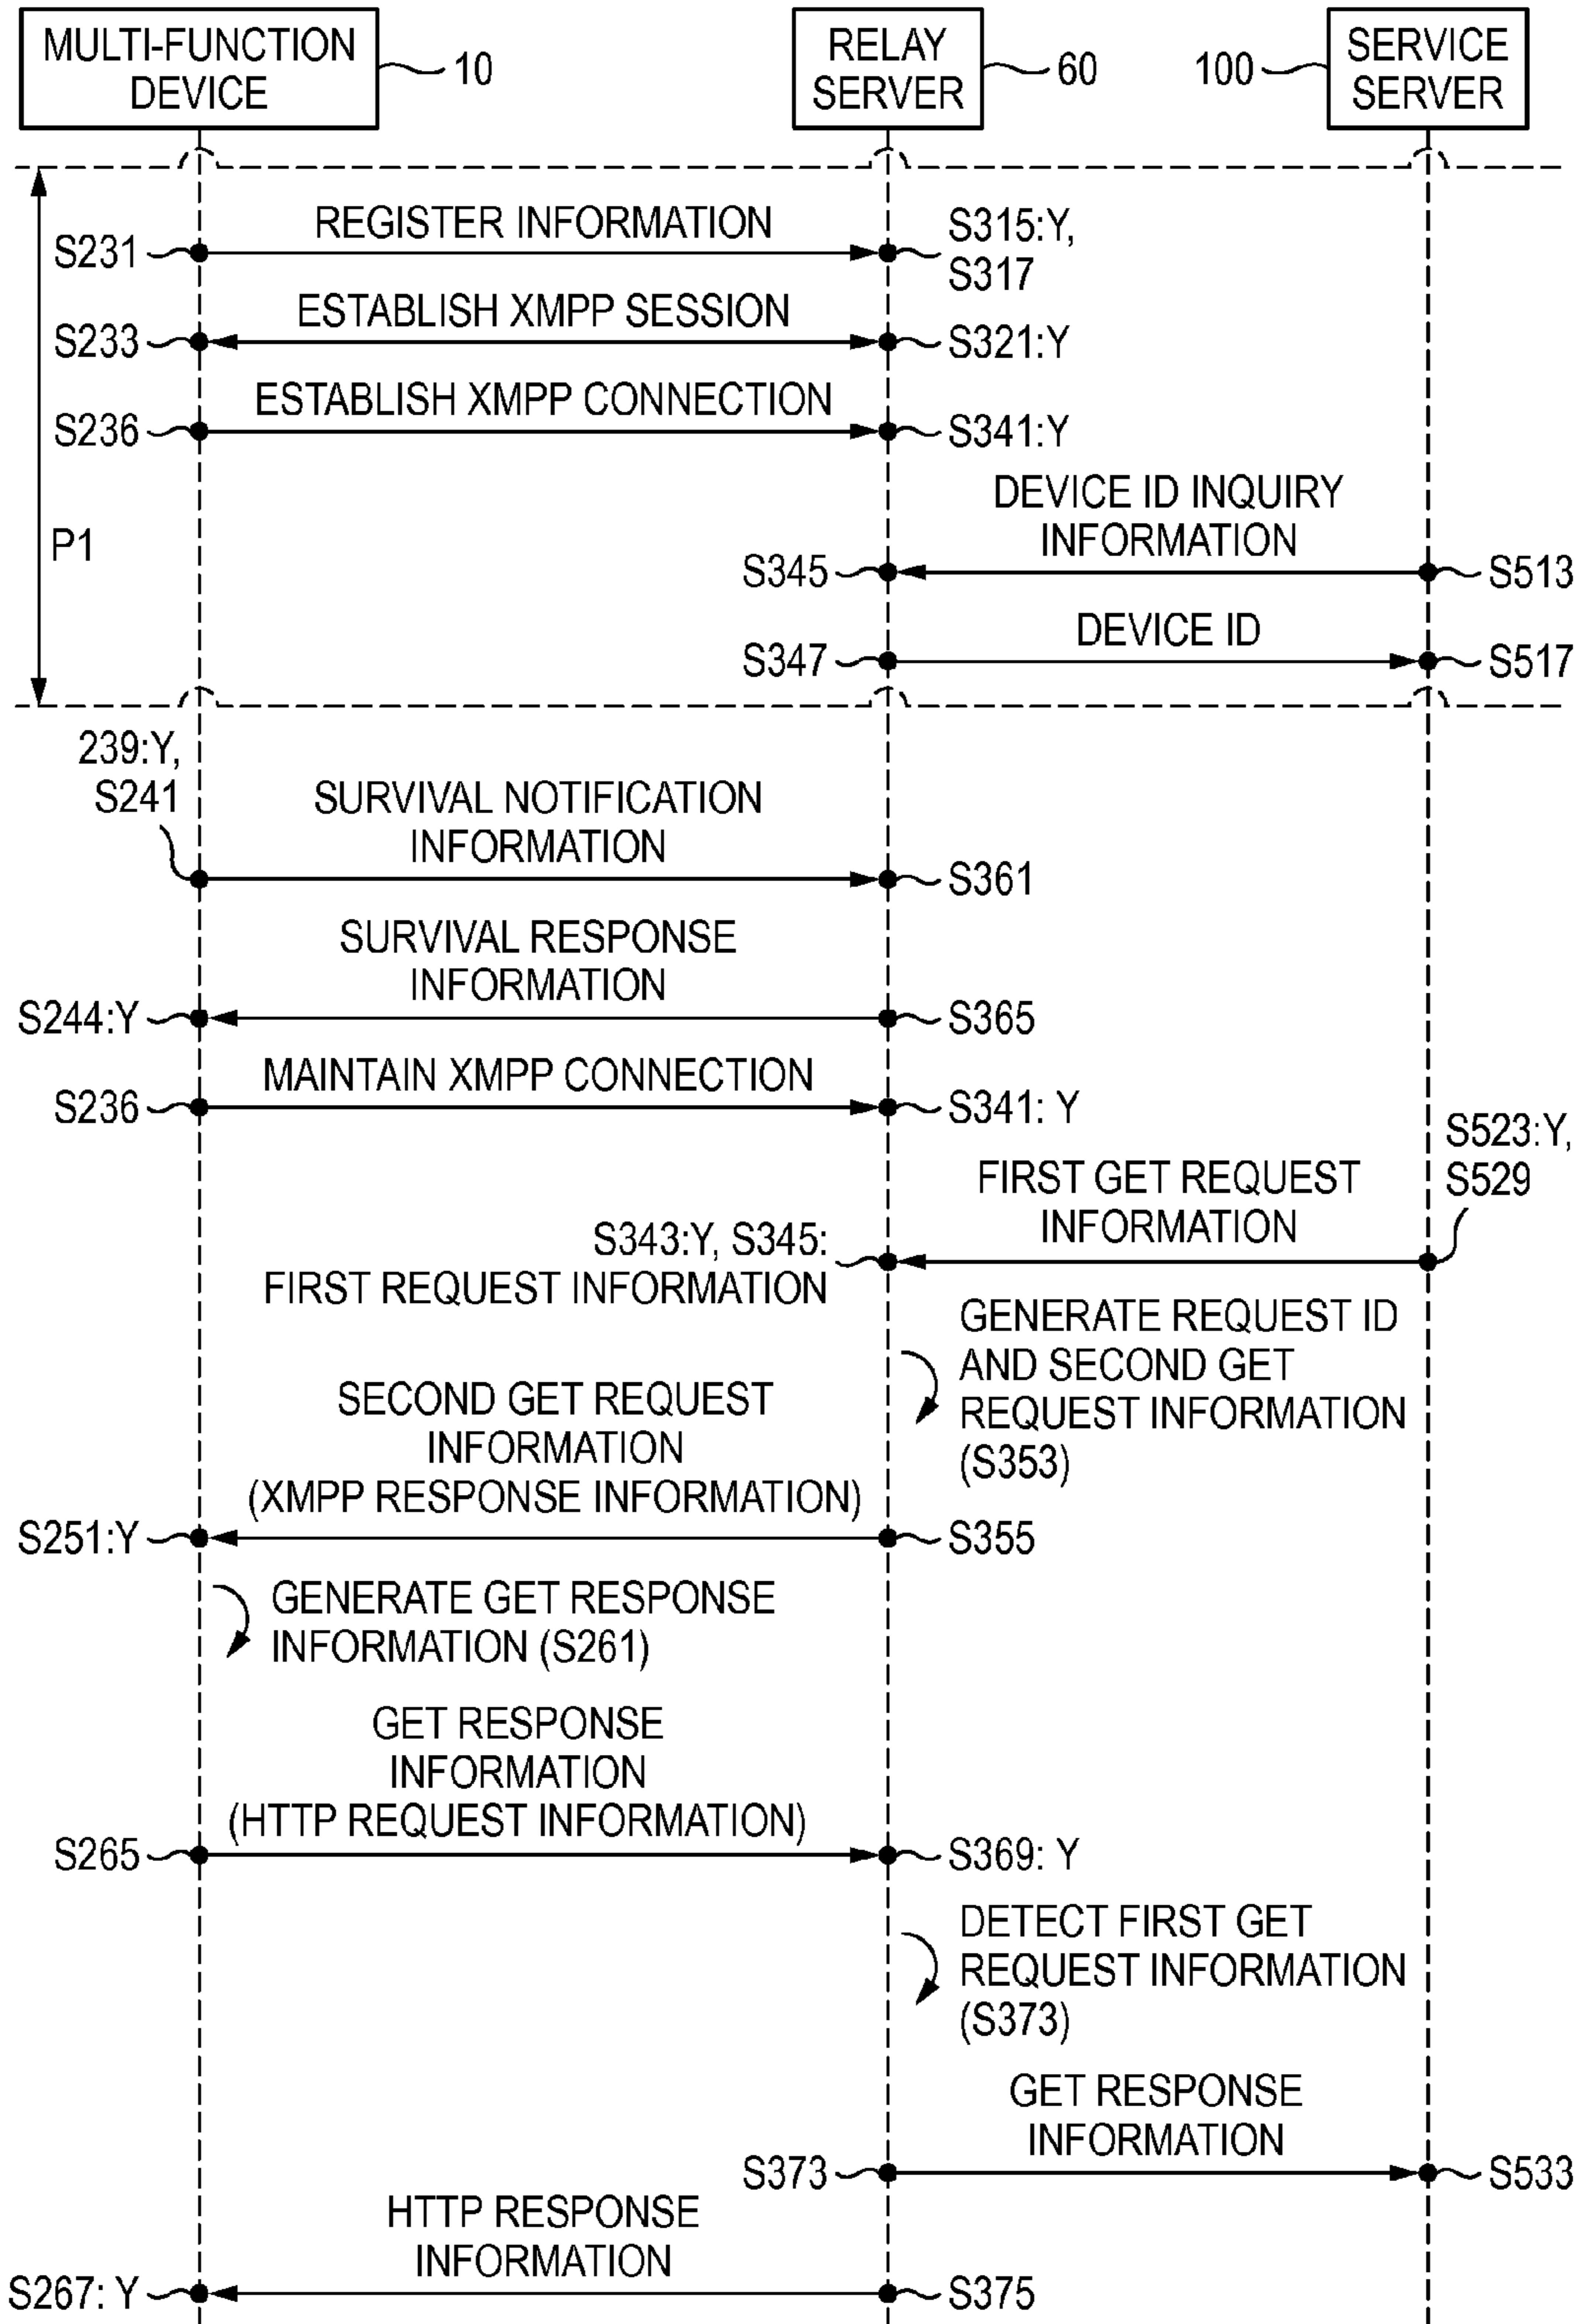 MULTI-FUNCTION
DEVICE
10
RELAY
SERVER
60
100
SERVICE
SERVER
P1
REGISTER INFORMATION
S231
S315:Y,
S317
ESTABLISH XMPP SESSION
S233
S321:Y
ESTABLISH XMPP CONNECTION
S236
S341:Y
DEVICE ID INQUIRY
INFORMATION
S345
S513
DEVICE ID
S347
S517
239:Y,
S241
SURVIVAL NOTIFICATION
INFORMATION
S361
SURVIVAL RESPONSE
INFORMATION
S244:Y
S365
MAINTAIN XMPP CONNECTION
S236
S341: Y
S523:Y,
S529
FIRST GET REQUEST
INFORMATION
S343:Y, S345:
FIRST REQUEST INFORMATION
GENERATE REQUEST ID
AND SECOND GET
REQUEST INFORMATION
(S353)
SECOND GET REQUEST
INFORMATION
(XMPP RESPONSE INFORMATION)
S251:Y
S355
GENERATE GET RESPONSE
INFORMATION (S261)
GET RESPONSE
INFORMATION
(HTTP REQUEST INFORMATION)
S265
S369: Y
DETECT FIRST GET
REQUEST INFORMATION
(S373)
GET RESPONSE
INFORMATION
S373
S533
HTTP RESPONSE
INFORMATION
S267: Y
S375